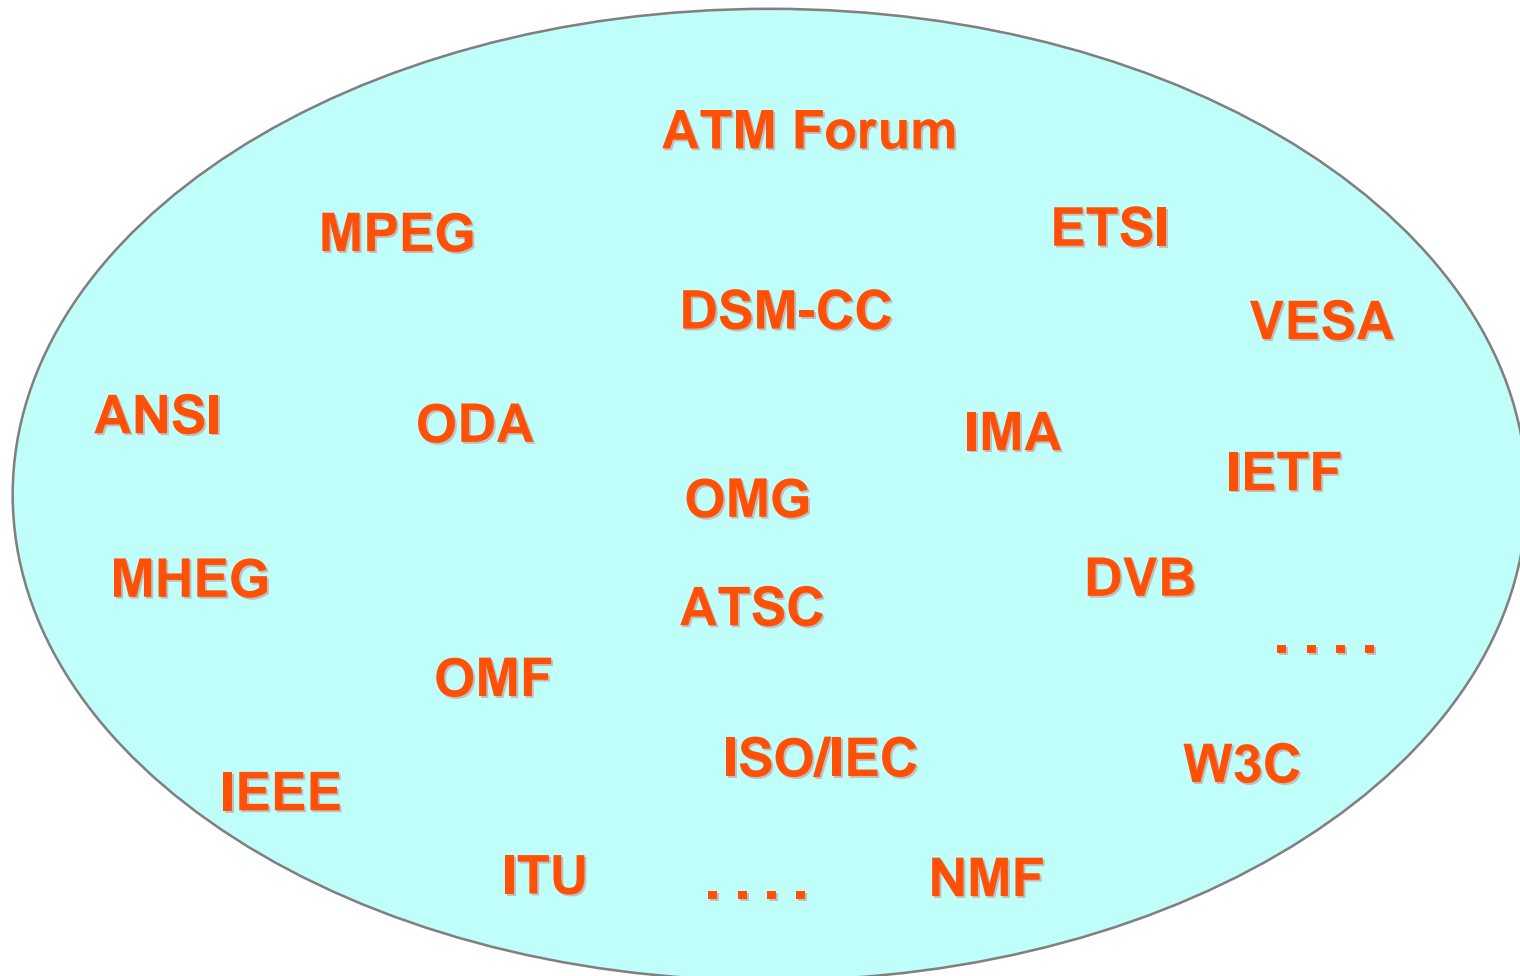 ATM Forum
MPEG
ETSI
DSM-CC
VESA
ANSI
ODA
IMA
IETF
OMG
MHEG
DVB
ATSC
. . . .
OMF
ISO/IEC
W3C
IEEE
ITU
. . . .
NMF